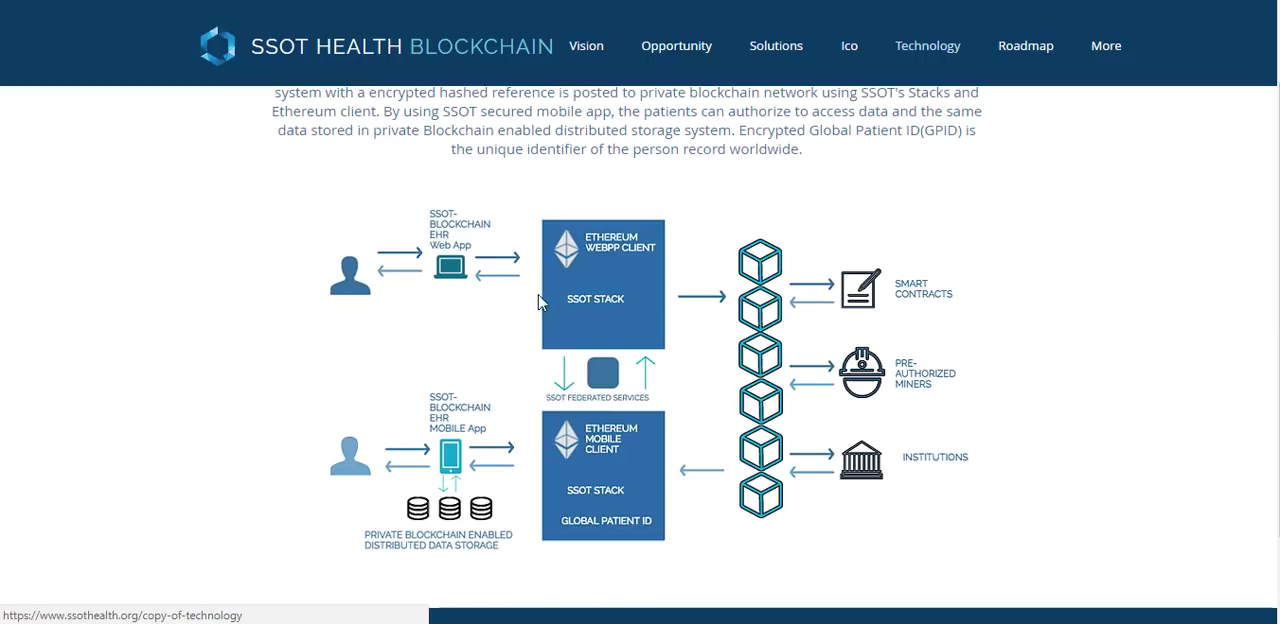 SSOT HEALTH BLOCKCHAIN
Vision
Opportunity
Solutions
Ico
Technology
Roadmap
More
system with a encrypted hashed reference is posted to private blockchain network using SSOT's Stacks and
Ethereum client. By using SSOT secured mobile app, the patients can authorize to access data and the same
data stored in private Blockchain enabled distributed storage system. Encrypted Global Patient ID(GPID) is
the unique identifier of the person record worldwide.
SSOT-
BLOCKCHAIN
EHR
Web App
ETHEREUM
WEBPP CLIENT
SSOT STACK
SMART
CONTRACTS
PRE-
AUTHORIZED
MINERS
SSOT FEDERATED SERVICES
SSOT-
BLOCKCHAIN
EHR
MOBILE App
ETHEREUM
MOBILE
CLIENT
SSOT STACK
GLOBAL PATIENT ID
INSTITUTIONS
PRIVATE BLOCKCHAIN ENABLED
DISTRIBUTED DATA STORAGE
https://www.ssothealth.org/copy-of-technology